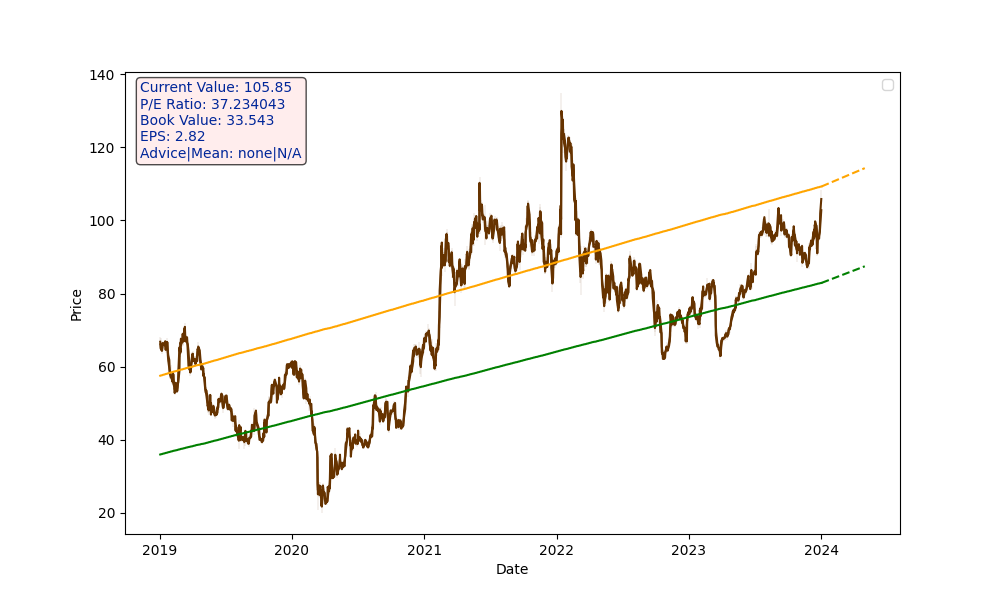 140
120
100
80
60
40
20
Price
Current Value: 105.85
P/E Ratio: 37.234043
Book Value: 33.543
EPS: 2.82
Advice|Mean: none|N/A
2019 2020 2021 2022 2023 2024
Date